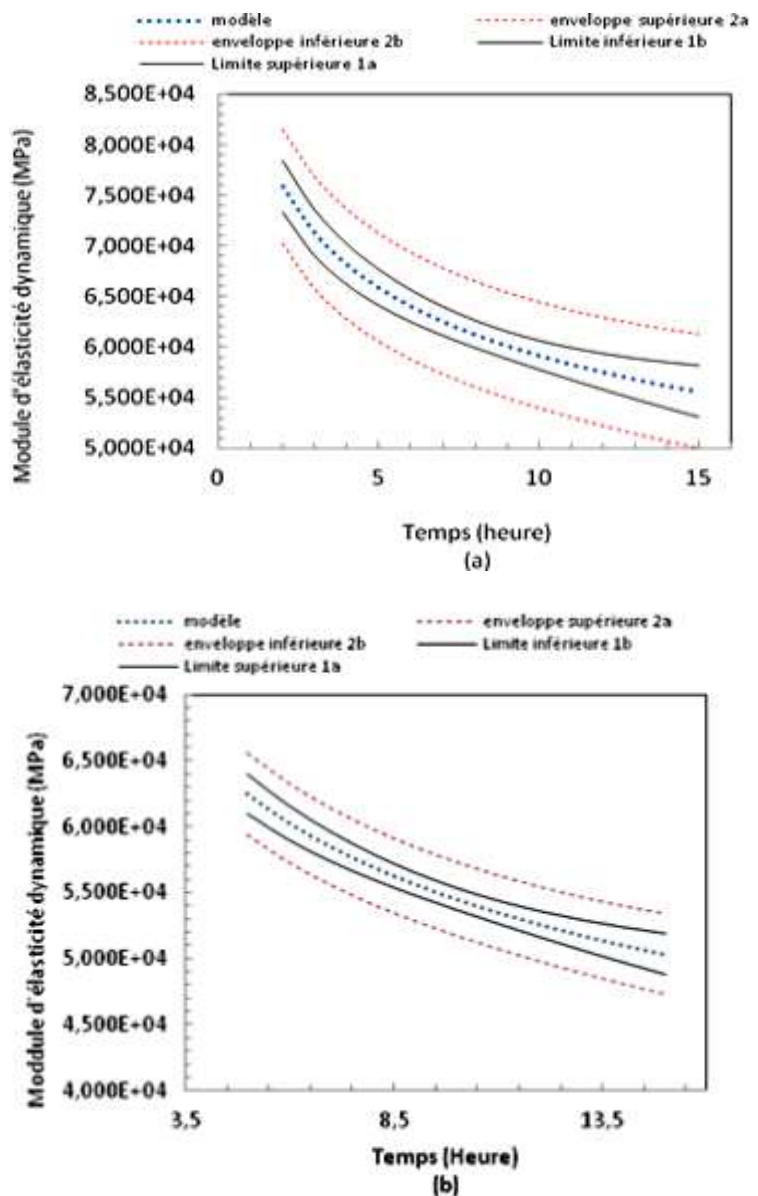 modèle
enveloppe supérieure 2a
enveloppe inférieure 2b
Limite inférieure 1b
Limite supérieure 1a
8,500E+04
8,000E+04
7,500E+04
7,000E+04
6,500E+04
6,000E+04
5,500E+04
5,000E+04
Module d'élasticité dynamique (MPa)
0
5
10
15
Temps (heure)
(a)
modèle
enveloppe supérieure 2a
enveloppe inférieure 2b
Limite inférieure 1b
Limite supérieure 1a
7,000E+04
6,500E+04
6,000E+04
5,500E+04
5,000E+04
4,500E+04
4,000E+04
Moddule d'élasticité dynamique (MPa)
3,5
8,5
13,5
Temps (Heure)
(b)